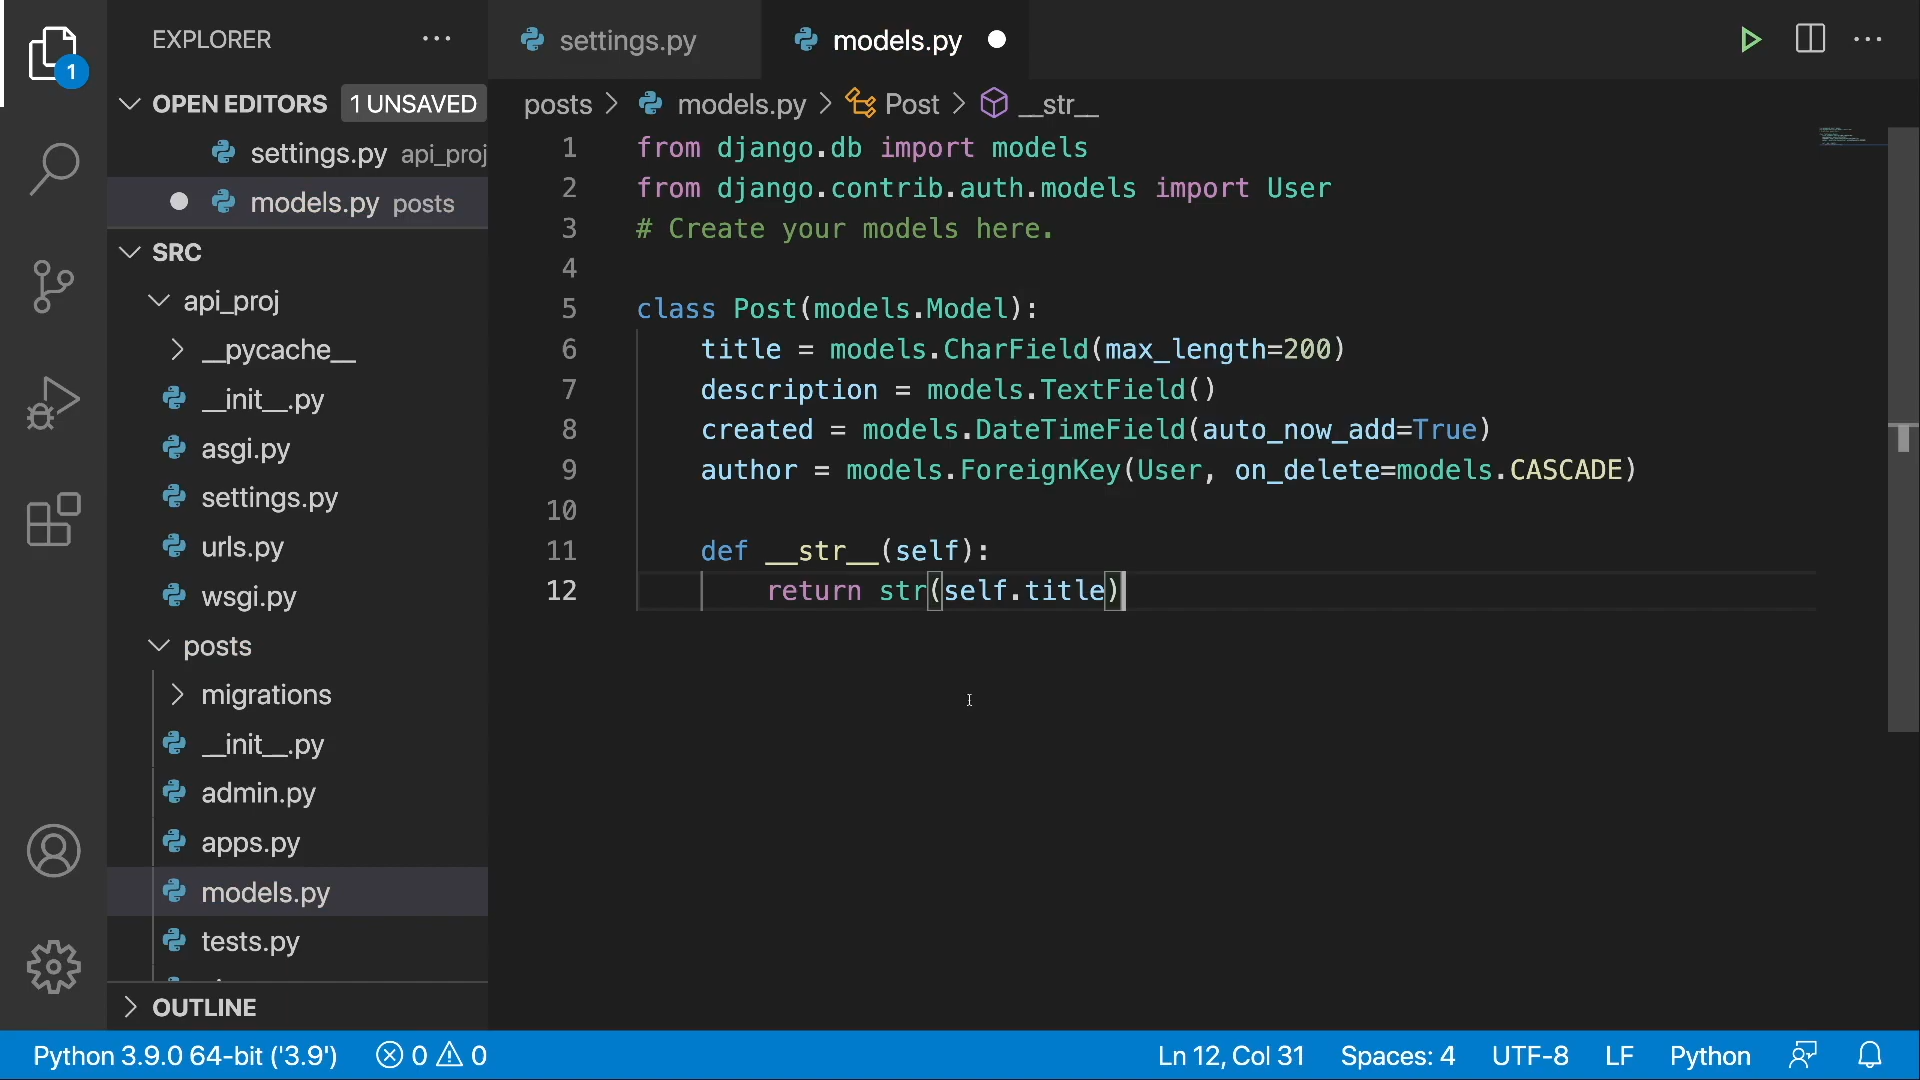 EXPLORER
OPEN EDITORS 1 UNSAVED
settings.py api_proj
models.py posts
SRC
api_proj
__pycache__
__init__.py
asgi.py
settings.py
urls.py
wsgi.py
posts
migrations
__init__.py
admin.py
apps.py
models.py
tests.py
OUTLINE
1
settings.py
models.py
posts > models.py > Post > __str__
1 from django.db import models
2 from django.contrib.auth.models import User
3 # Create your models here.
4
5 class Post(models.Model):
6 title = models.CharField(max_length=200)
7 description = models.TextField()
8 created = models.DateTimeField(auto_now_add=True)
9 author = models.ForeignKey(User, on_delete=models.CASCADE)
10
11 def __str__(self):
12 return str(self.title)
Python 3.9.0 64-bit ('3.9') 0 0 Ln 12, Col 31 Spaces: 4 UTF-8 LF Python